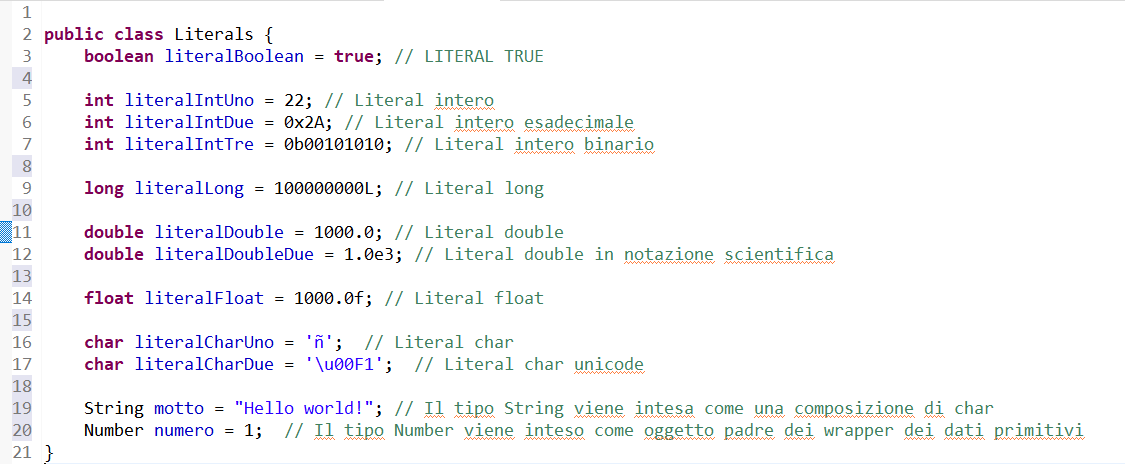 1
2 public class Literals {
3     boolean literalBoolean = true; // LITERAL TRUE
4
5     int literalIntUno = 22; // Literal intero
6     int literalIntDue = 0x2A; // Literal intero esadecimale
7     int literalIntTre = 0b00101010; // Literal intero binario
8
9     long literalLong = 100000000L; // Literal long
10
11     double literalDouble = 1000.0; // Literal double
12     double literalDoubleDue = 1.0e3; // Literal double in notazione scientifica
13
14     float literalFloat = 1000.0f; // Literal float
15
16     char literalCharUno = 'ñ';  // Literal char
17     char literalCharDue = '\u00F1';  // Literal char unicode
18
19     String motto = "Hello world!"; // Il tipo String viene intesa come una composizione di char
20     Number numero = 1;  // Il tipo Number viene inteso come oggetto padre dei wrapper dei dati primitivi
21 }